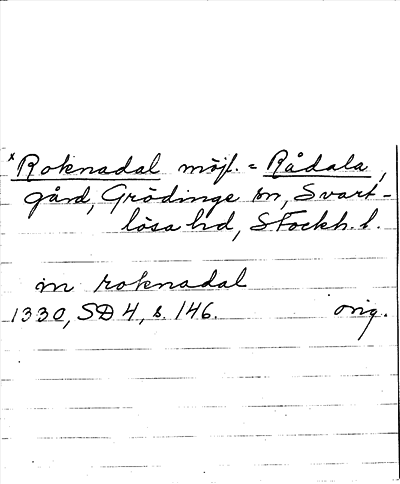 x Roknadal möjl. = Rådala,
gård, Grödinge sn, Svart-
lösa hd, Stockh. l.
in roknadal
1330, SD 4, s. 146. orig.